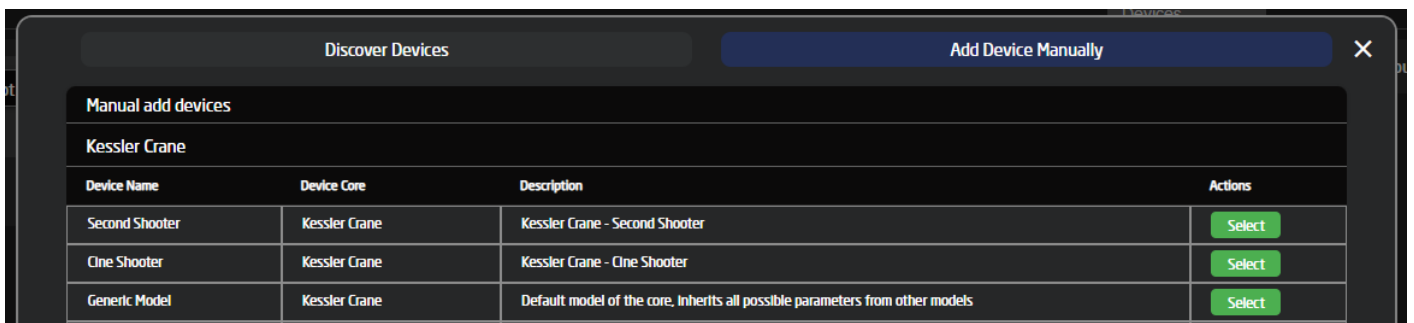 Devices
Discover Devices
Add Device Manually
Manual add devices
Kessler Crane
Device Name Device Core Description Actions
Second Shooter Kessler Crane Kessler Crane - Second Shooter Select
Cine Shooter Kessler Crane Kessler Crane - Cine Shooter Select
Generic Model Kessler Crane Default model of the core, inherits all possible parameters from other models Select